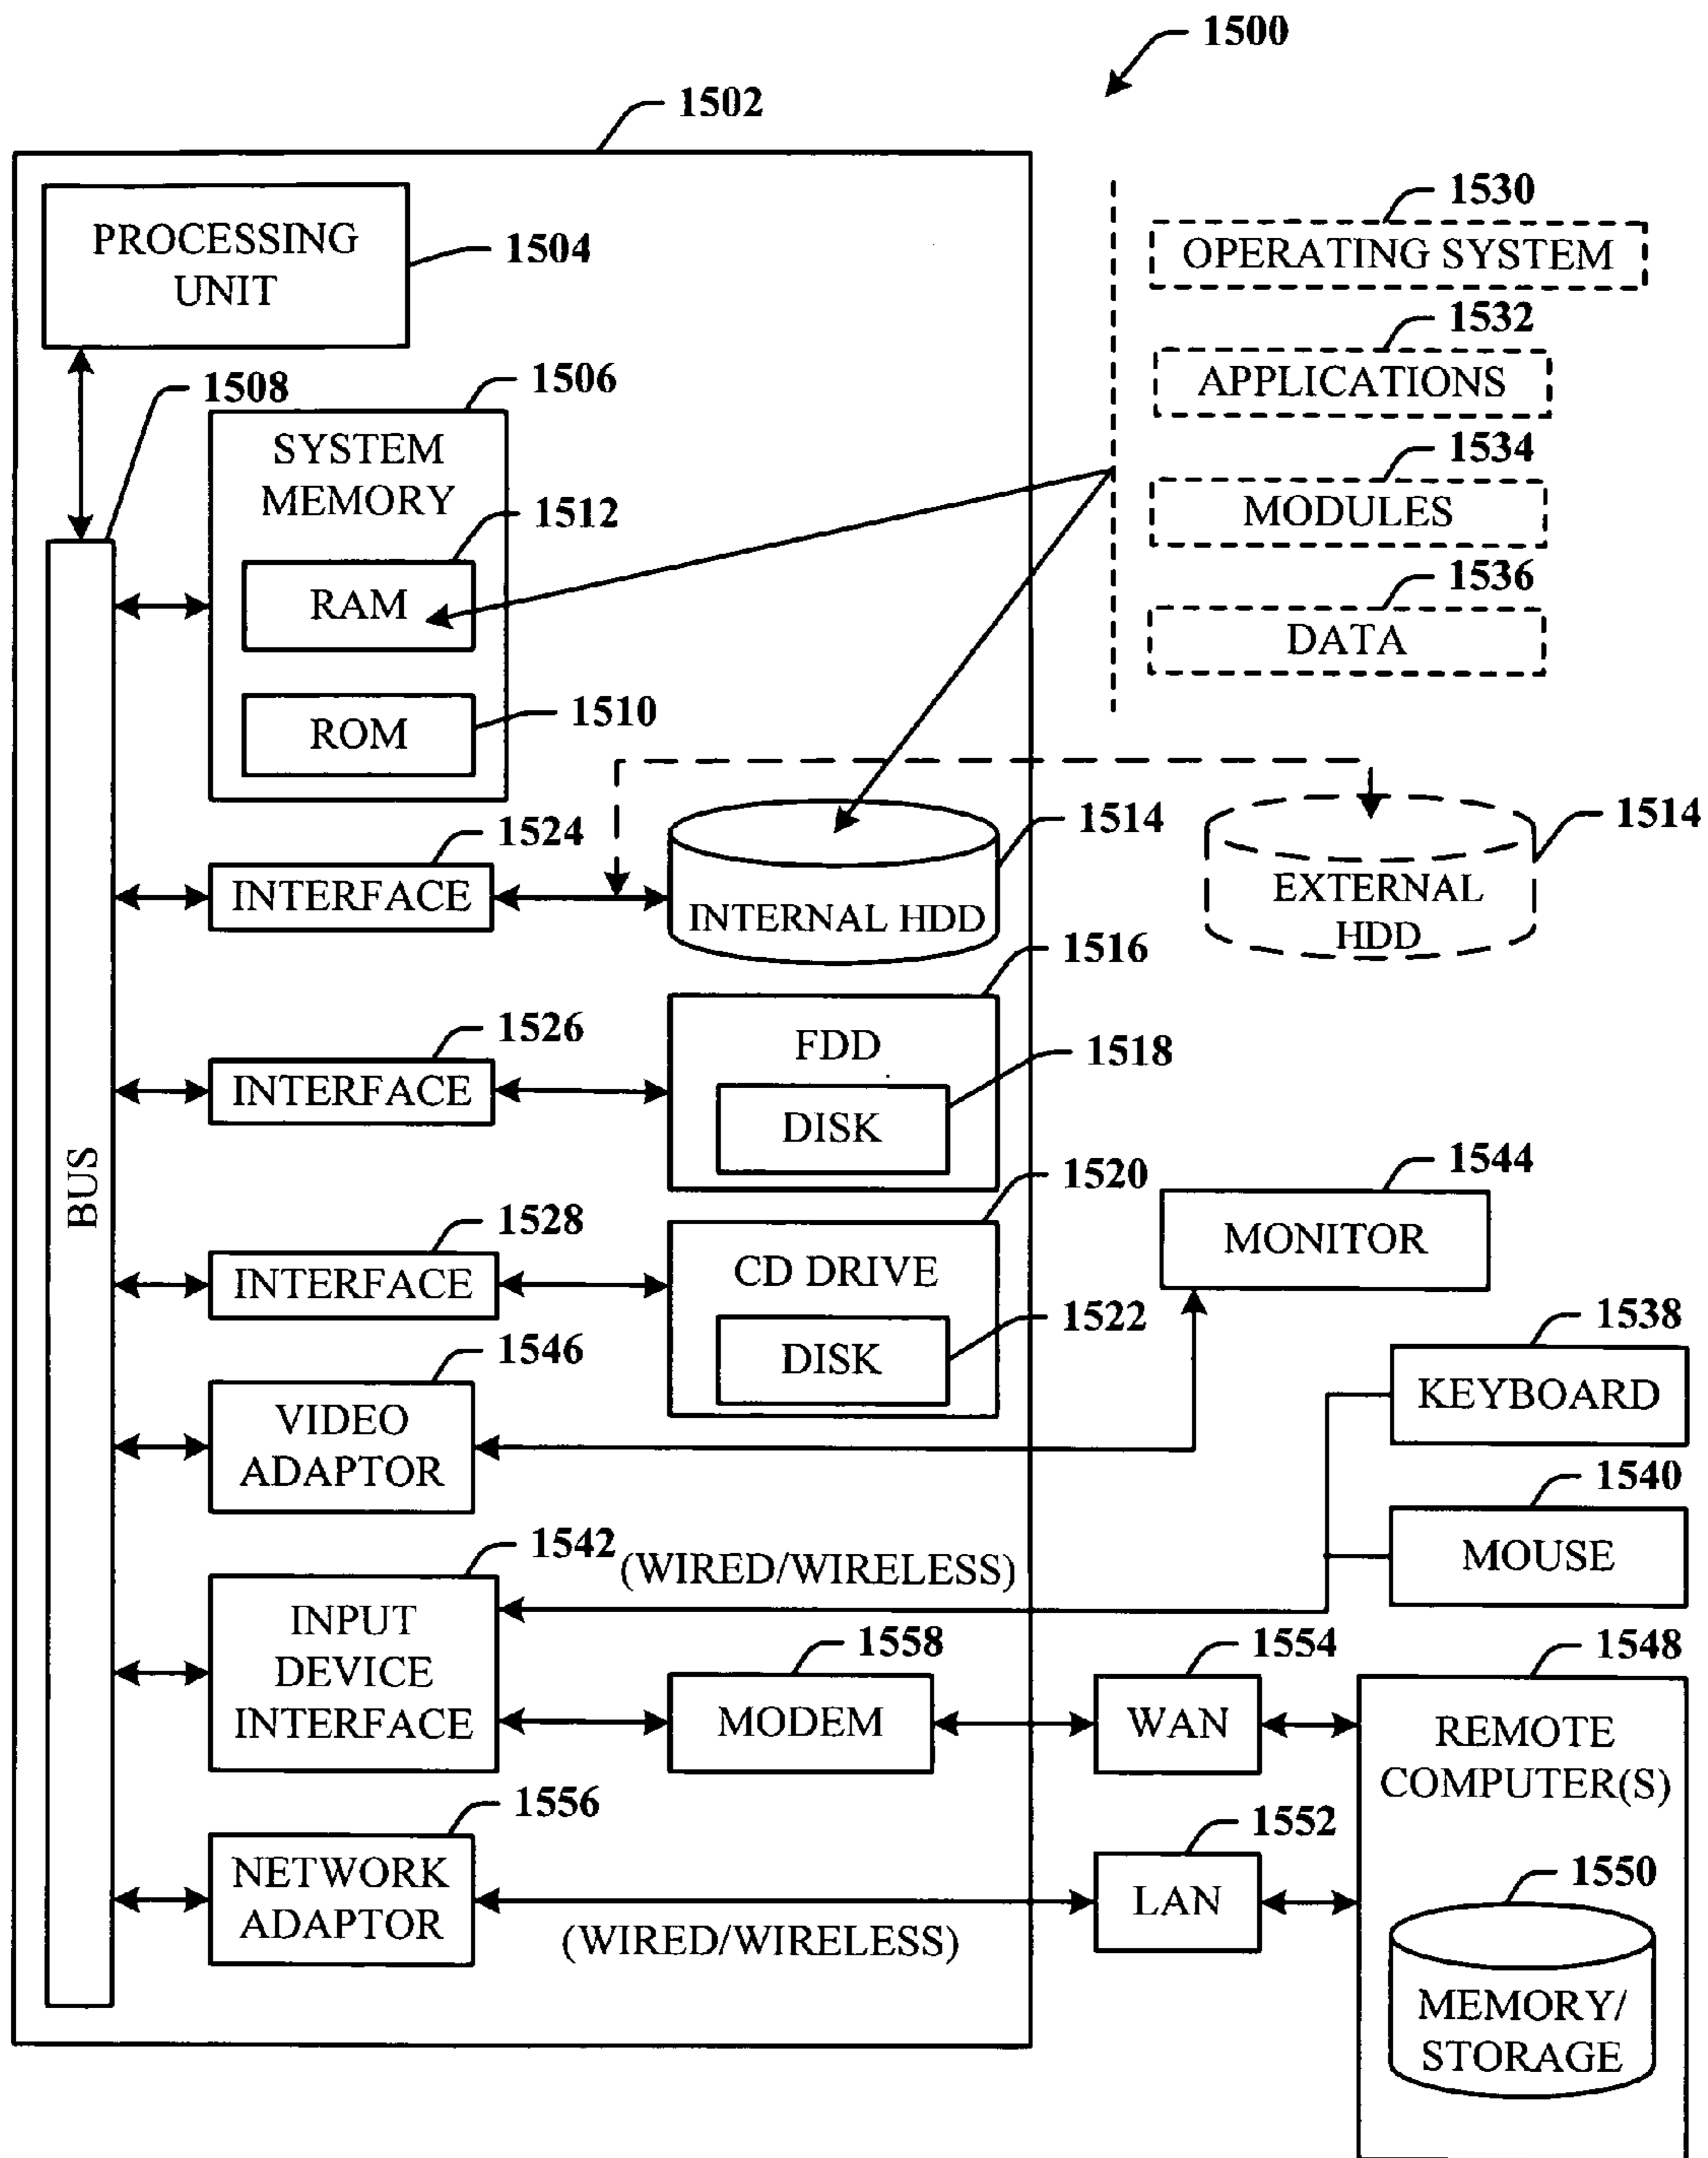 1500
1502
PROCESSING
UNIT
1504
1530
OPERATING SYSTEM
1532
APPLICATIONS
1534
MODULES
1536
DATA
1508
1506
SYSTEM
MEMORY
1512
RAM
1510
ROM
1524
INTERFACE
1514
INTERNAL HDD
1514
EXTERNAL
HDD
1516
FDD
1526
INTERFACE
1518
DISK
BUS
1520
CD DRIVE
1528
INTERFACE
1522
DISK
1544
MONITOR
1538
KEYBOARD
1546
VIDEO
ADAPTOR
1540
MOUSE
1542
(WIRED/WIRELESS)
INPUT
DEVICE
INTERFACE
1558
MODEM
1554
WAN
1548
REMOTE
COMPUTER(S)
1556
NETWORK
ADAPTOR
(WIRED/WIRELESS)
1552
LAN
1550
MEMORY/
STORAGE